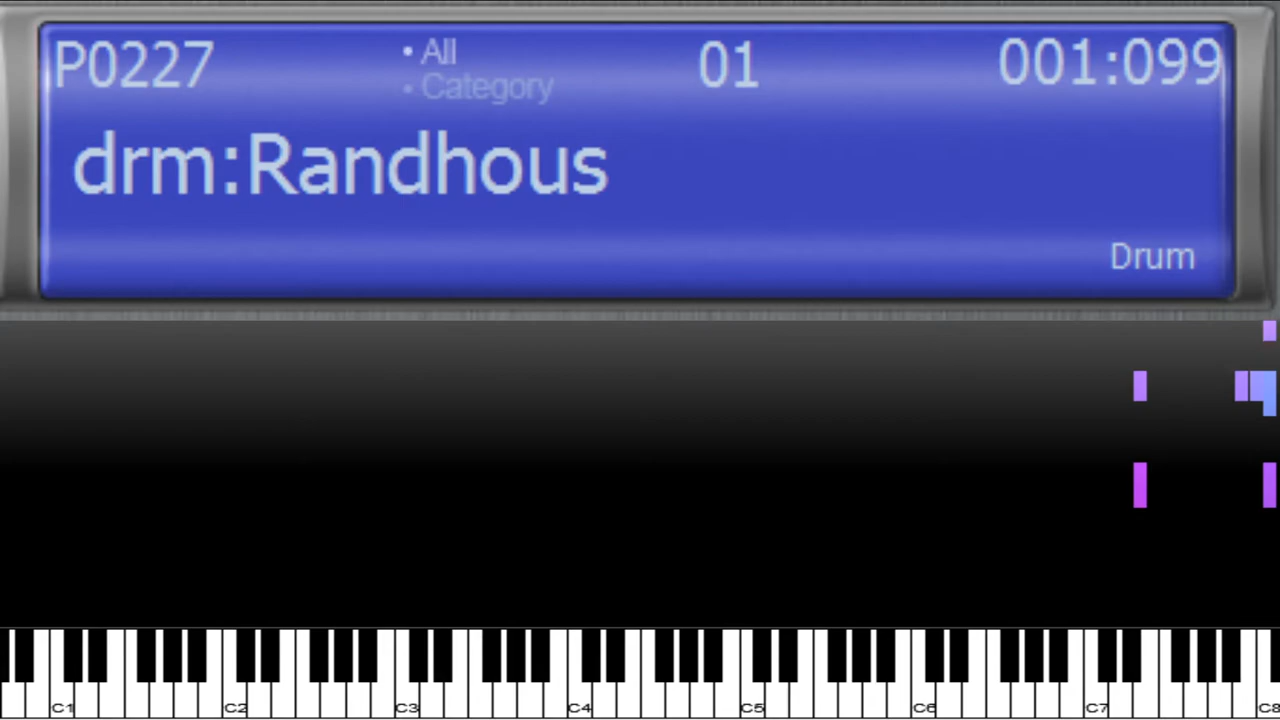 P0227 • All 01 001:099
• Category
drm:Randhous
Drum
C1 C2 C3 C4 C5 C6 C7 C8